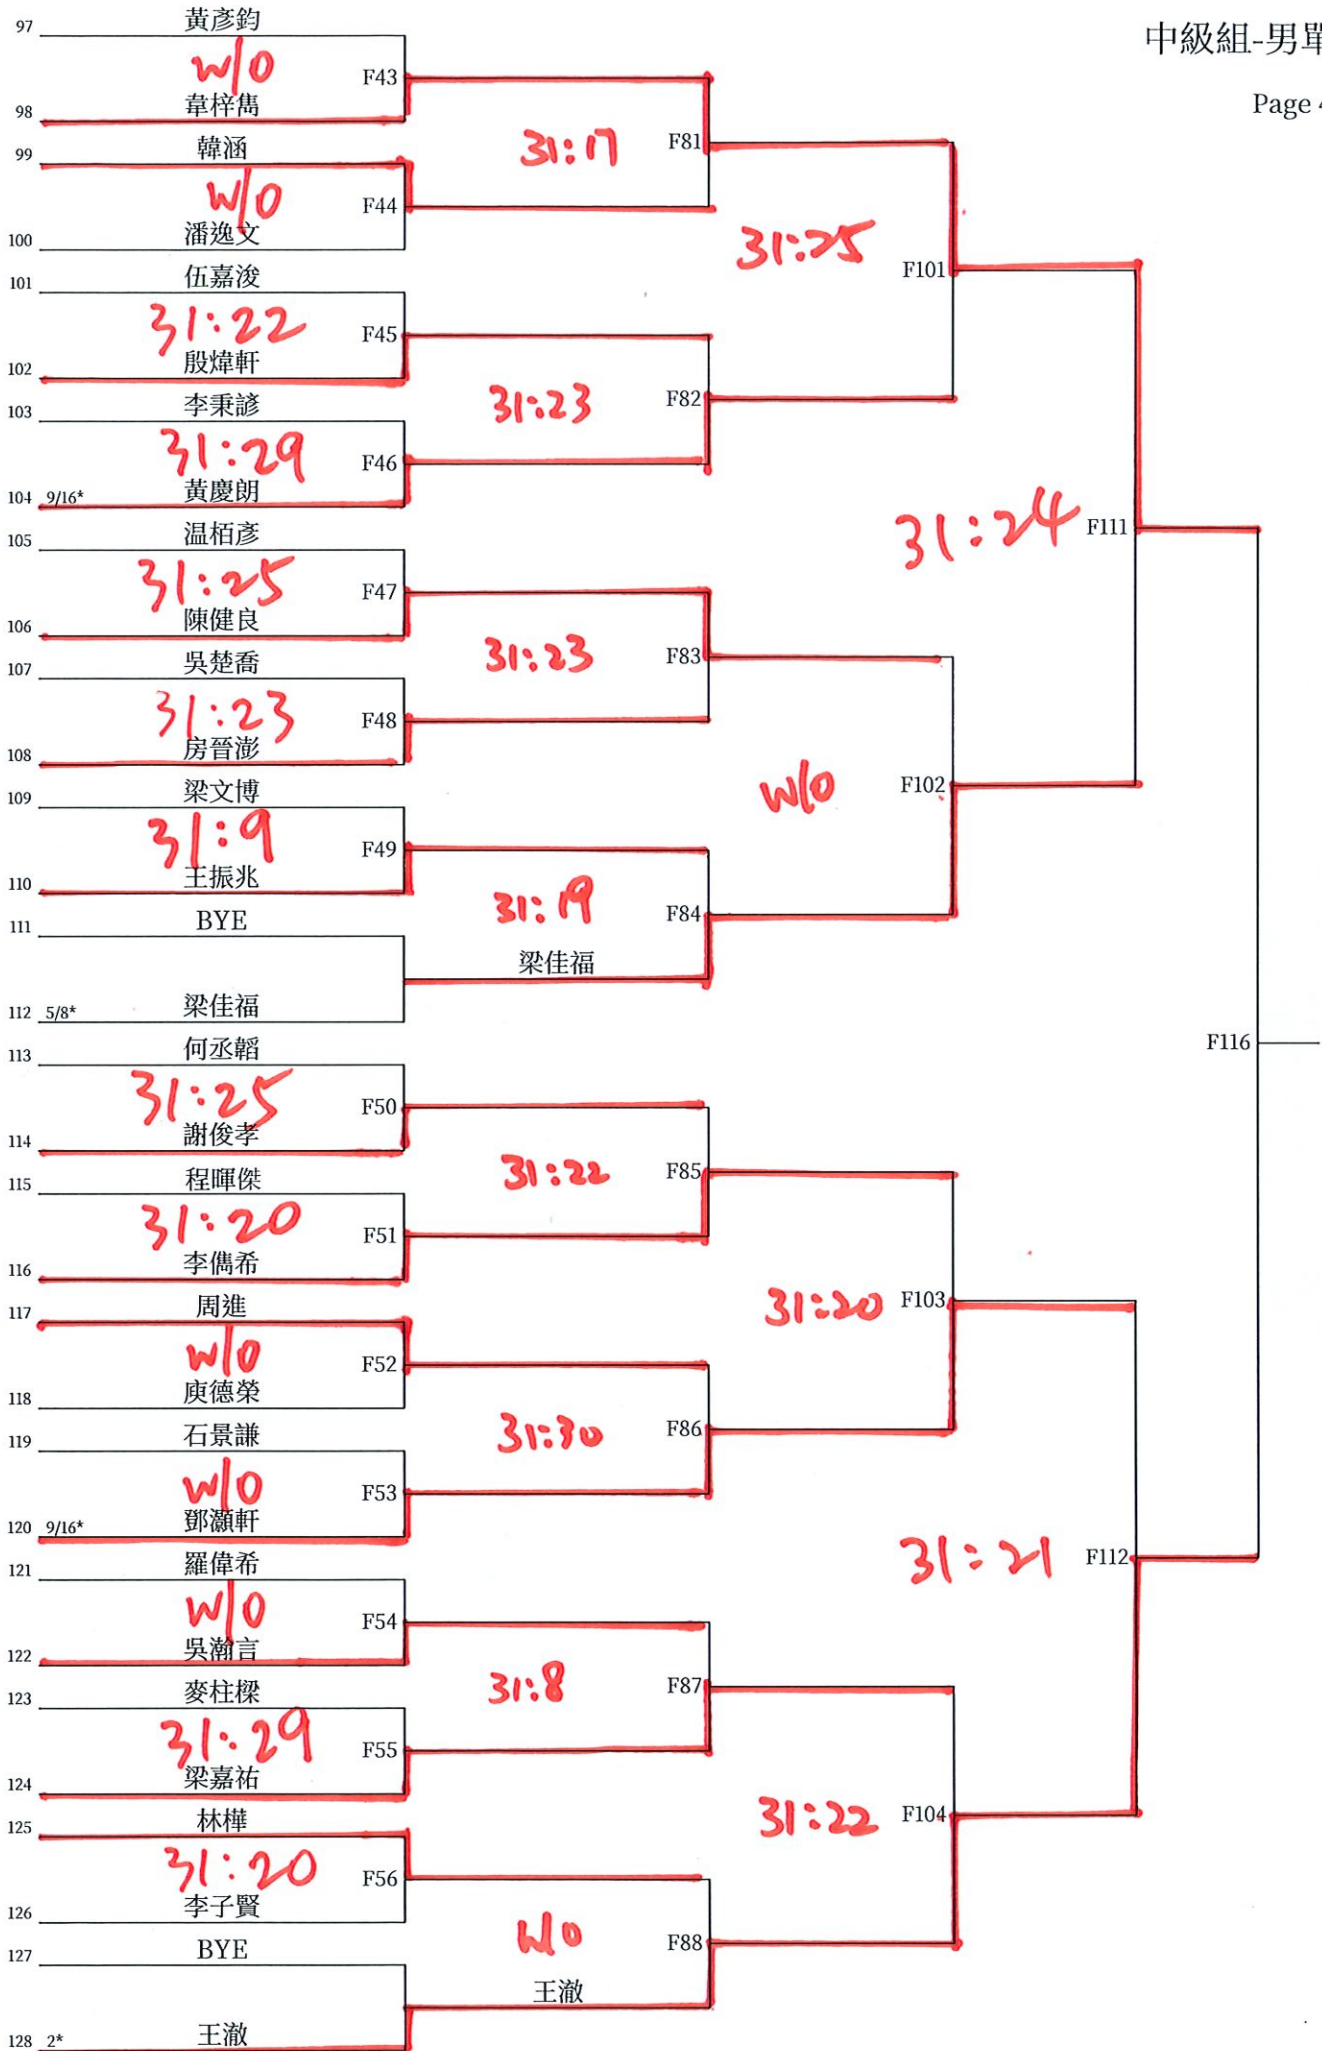 中級組-男單
Page 4
97 黃彥鈞
W/O F43
98 韋梓雋
99 韓涵
31:17 F81
W/O F44
100 潘逸文
31:25 F101
101 伍嘉浚
31:22 F45
102 殷煒軒
31:23 F82
103 李秉諺
31:29 F46
104 9/16* 黃慶朗
31:24 F111
105 温栢彥
31:25 F47
106 陳健良
31:23 F83
107 吳楚喬
31:23 F48
108 房晉澎
W/O F102
109 梁文博
31:9 F49
110 王振兆
31:19 F84
111 BYE
梁佳福
112 5/8* 梁佳福
F116
113 何丞韜
31:25 F50
114 謝俊孝
31:22 F85
115 程暉傑
31:20 F51
116 李儁希
31:20 F103
117 周進
W/O F52
118 庾德榮
31:30 F86
119 石景謙
W/O F53
120 9/16* 鄧灝軒
31:21 F112
121 羅偉希
W/O F54
122 吳瀚言
31:8 F87
123 麥柱樑
31:29 F55
124 梁嘉祐
31:22 F104
125 林樺
31:20 F56
126 李子賢
W/O F88
127 BYE
王澈
128 2* 王澈